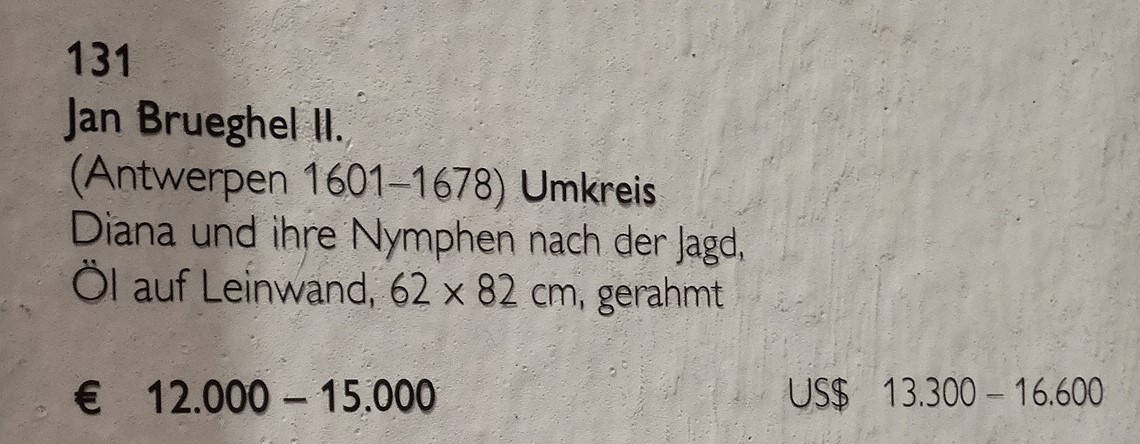 131
Jan Brueghel II.
(Antwerpen 1601–1678) Umkreis
Diana und ihre Nymphen nach der Jagd,
Öl auf Leinwand, 62 x 82 cm, gerahmt
€ 12.000 – 15.000 US$ 13.300 – 16.600